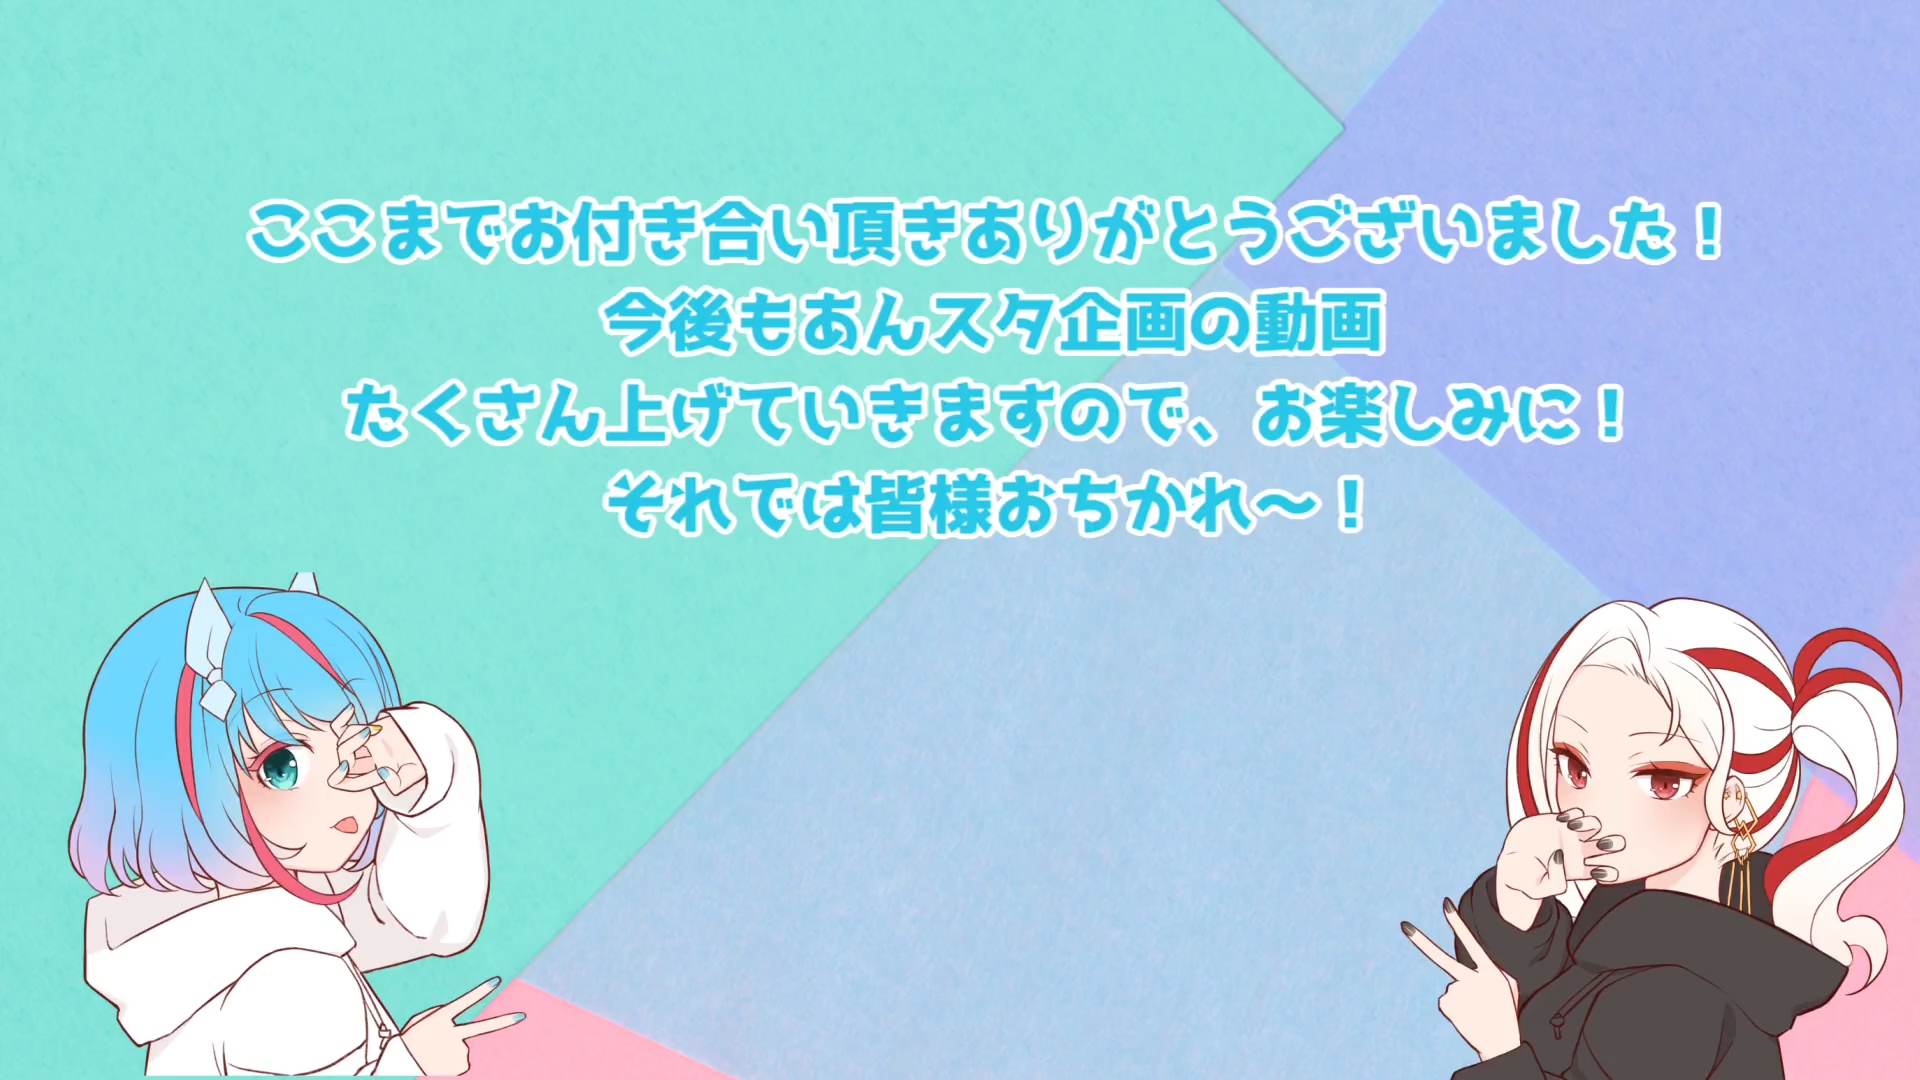 ここまでお付き合い頂きありがとうございました！
今後もあんスタ企画の動画
たくさん上げていきますので、お楽しみに！
それでは皆様おちかれ～！